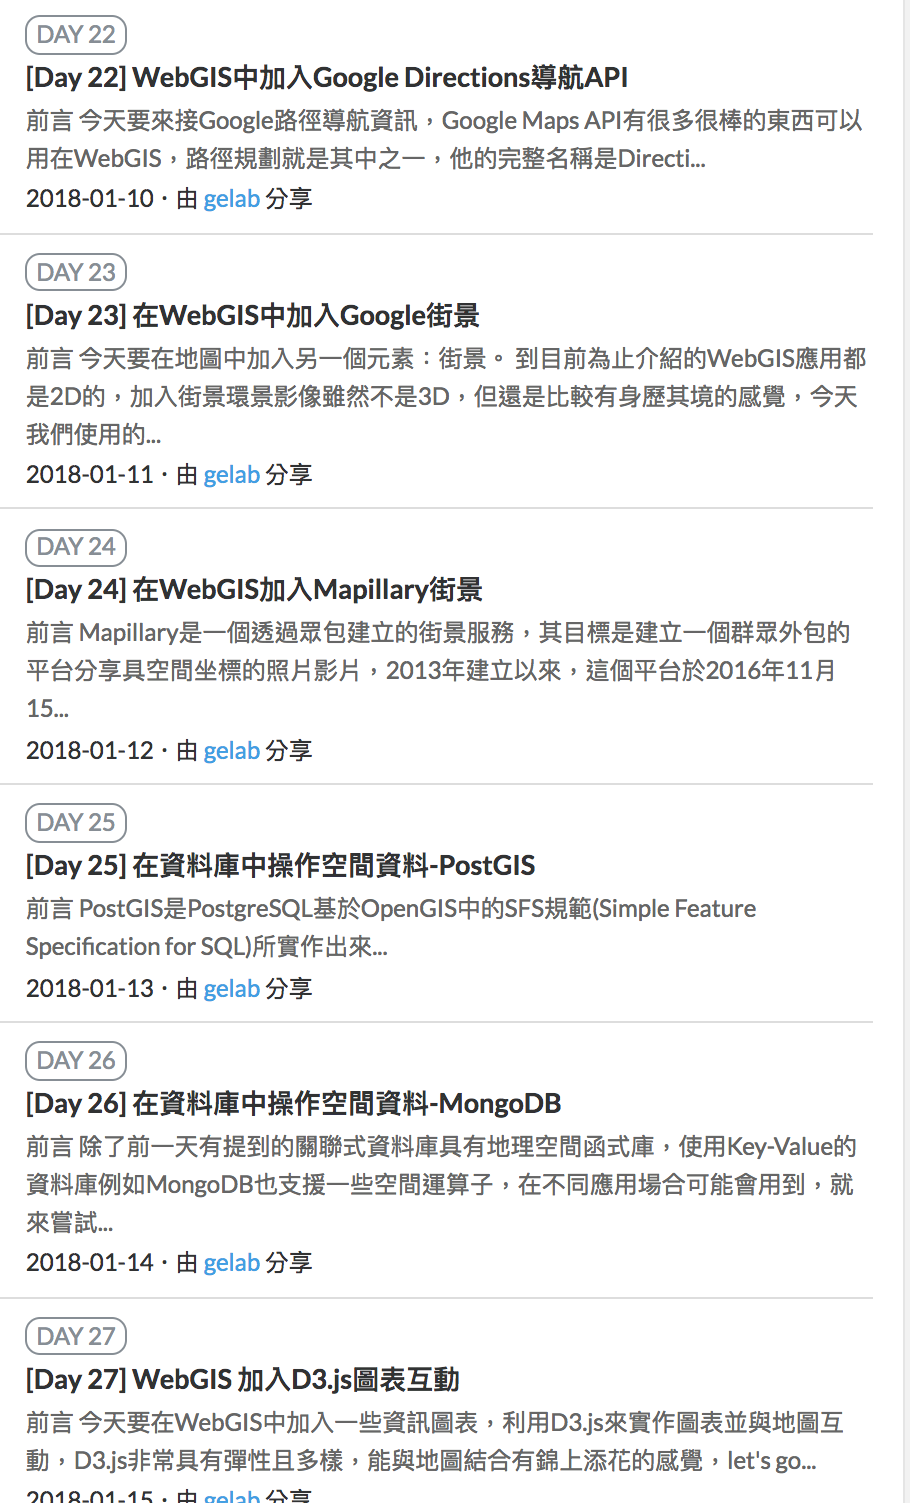 DAY 22
[Day 22] WebGIS中加入Google Directions導航API
前言 今天要來接Google路徑導航資訊，Google Maps API有很多很棒的東西可以
用在WebGIS，路徑規劃就是其中之一，他的完整名稱是Directi...
2018-01-10．由 gelab 分享
DAY 23
[Day 23] 在WebGIS中加入Google街景
前言 今天要在地圖中加入另一個元素：街景。 到目前為止介紹的WebGIS應用都
是2D的，加入街景環景影像雖然不是3D，但還是比較有身歷其境的感覺，今天
我們使用的...
2018-01-11．由 gelab 分享
DAY 24
[Day 24] 在WebGIS加入Mapillary街景
前言 Mapillary是一個透過眾包建立的街景服務，其目標是建立一個群眾外包的
平台分享具空間坐標的照片影片，2013年建立以來，這個平台於2016年11月
15...
2018-01-12．由 gelab 分享
DAY 25
[Day 25] 在資料庫中操作空間資料-PostGIS
前言 PostGIS是PostgreSQL基於OpenGIS中的SFS規範(Simple Feature
Specification for SQL)所實作出來...
2018-01-13．由 gelab 分享
DAY 26
[Day 26] 在資料庫中操作空間資料-MongoDB
前言 除了前一天有提到的關聯式資料庫具有地理空間函式庫，使用Key-Value的
資料庫例如MongoDB也支援一些空間運算子，在不同應用場合可能會用到，就
來嘗試...
2018-01-14．由 gelab 分享
DAY 27
[Day 27] WebGIS 加入D3.js圖表互動
前言 今天要在WebGIS中加入一些資訊圖表，利用D3.js來實作圖表並與地圖互
動，D3.js非常具有彈性且多樣，能與地圖結合有錦上添花的感覺，let's go...
2018-01-15．由 gelab 分享